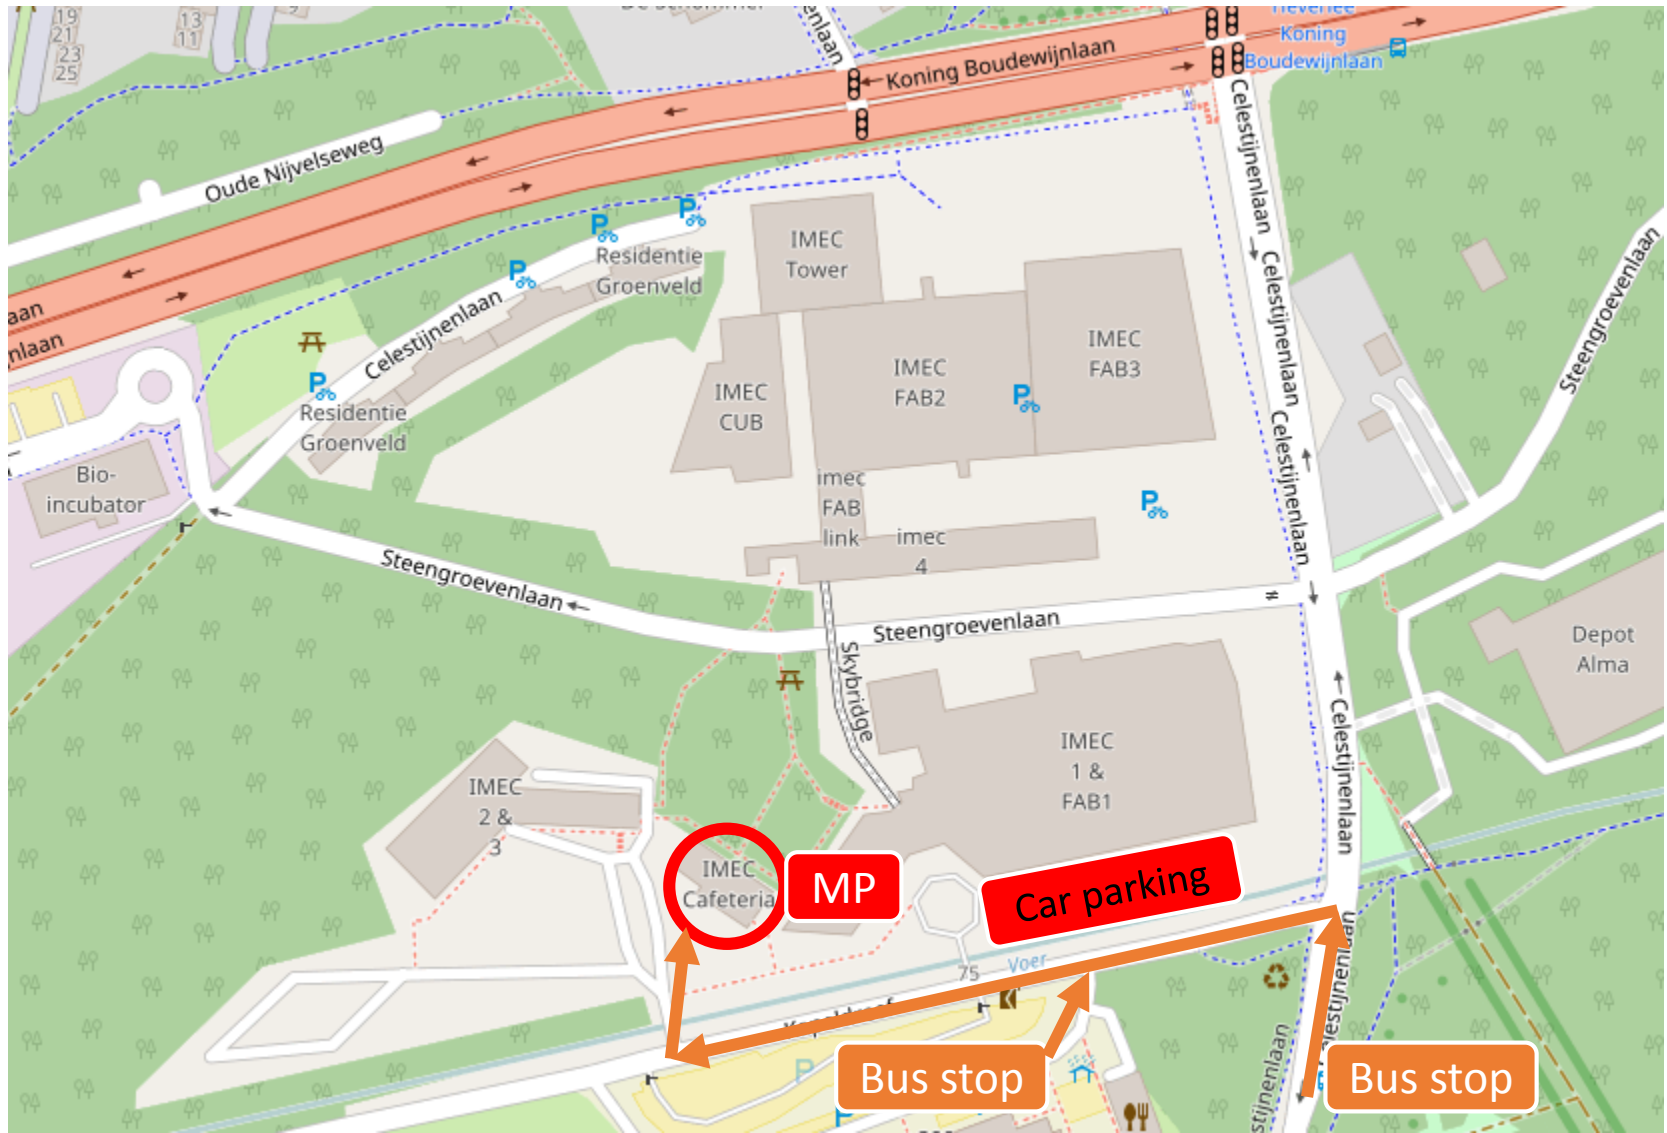 19
21
23
25
13
11
9
Koning Boudewijnlaan
Heverlee
Koning
Boudewijnlaan
Oude Nijvelseweg
Celestijnenlaan
Celestijnenlaan
Celestijnenlaan
Celestijnenlaan
Steengroevenlaan
IMEC
Tower
Residentie
Groenveld
P
P
P
P
Celestijnenlaan
IMEC
FAB2
IMEC
FAB3
P
IMEC
CUB
Residentie
Groenveld
Bio-
incubator
imec
FAB
link
imec
4
P
Steengroevenlaan
Steengroevenlaan
Skybridge
Depot
Alma
Celestijnenlaan
IMEC
1 &
FAB1
IMEC
2 &
3
IMEC
Cafeteria
MP
Car parking
Voer
75
P
P
Bus stop
Bus stop